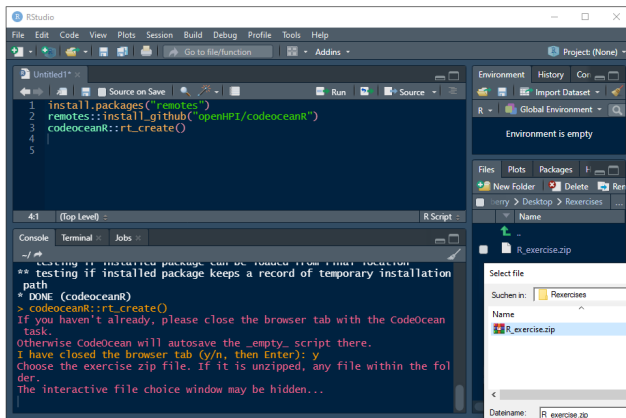 RStudio
File Edit Code View Plots Session Build Debug Profile Tools Help
Go to file/function Addins Project: (None)
Untitled1*
Source on Save Run Source
1 install.packages("remotes")
2 remotes::install_github("openHPI/codeoceanR")
3 codeoceanR::rt_create()
4
5
4:1 (Top Level) R Script
Console Terminal Jobs
~/
** testing if installed package can be loaded from final location
** testing if installed package keeps a record of temporary installation
path
* DONE (codeoceanR)
> codeoceanR::rt_create()
If you haven't already, please close the browser tab with the CodeOcean
task.
Otherwise CodeOcean will autosave the _empty_ script there.
I have closed the browser tab (y/n, then Enter): y
Choose the exercise zip file. If it is unzipped, any file within the fol
der.
The interactive file choice window may be hidden...
Environment History Con
Import Dataset
R Global Environment
Environment is empty
Files Plots Packages H
New Folder Delete Ren
berry > Desktop > Rexercises ...
Name
..
R_exercise.zip
Select file
Suchen in: Rexercises
Name
R_exercise.zip
Dateiname: R_exercise.zip